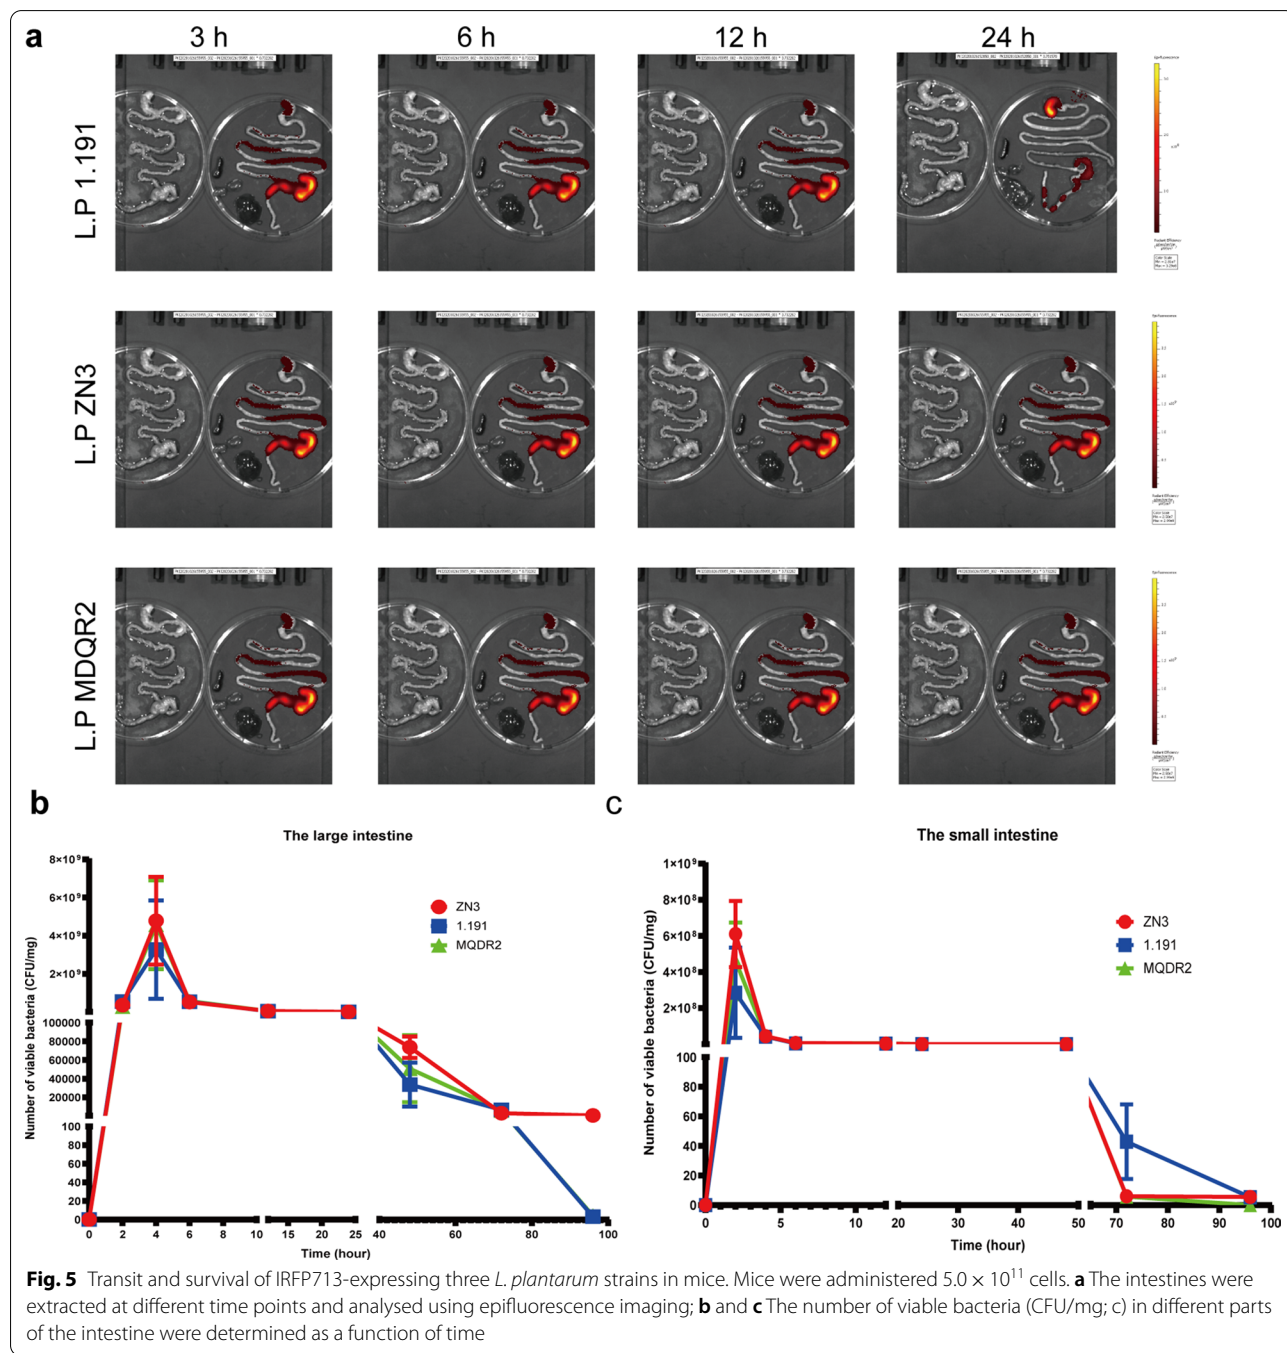 a
3 h
6 h
12 h
24 h
L.P 1.191
L.P ZN3
L.P MDQR2
b
The large intestine
Number of viable bacteria (CFU/mg)
8×10⁹
6×10⁹
4×10⁹
2×10⁹
100000
80000
60000
40000
20000
100
80
60
40
20
0
0 2 4 6 8 10 15 20 25 40 60 80 100
Time (hour)
ZN3
1.191
MQDR2
c
The small intestine
Number of viable bacteria (CFU/mg)
1×10⁹
8×10⁸
6×10⁸
4×10⁸
2×10⁸
100
80
60
40
20
0
0 5 10 20 30 40 50 70 80 90 100
Time (hour)
ZN3
1.191
MQDR2
Fig. 5 Transit and survival of IRFP713-expressing three L. plantarum strains in mice. Mice were administered 5.0 × 10¹¹ cells. a The intestines were
extracted at different time points and analysed using epifluorescence imaging; b and c The number of viable bacteria (CFU/mg; c) in different parts
of the intestine were determined as a function of time